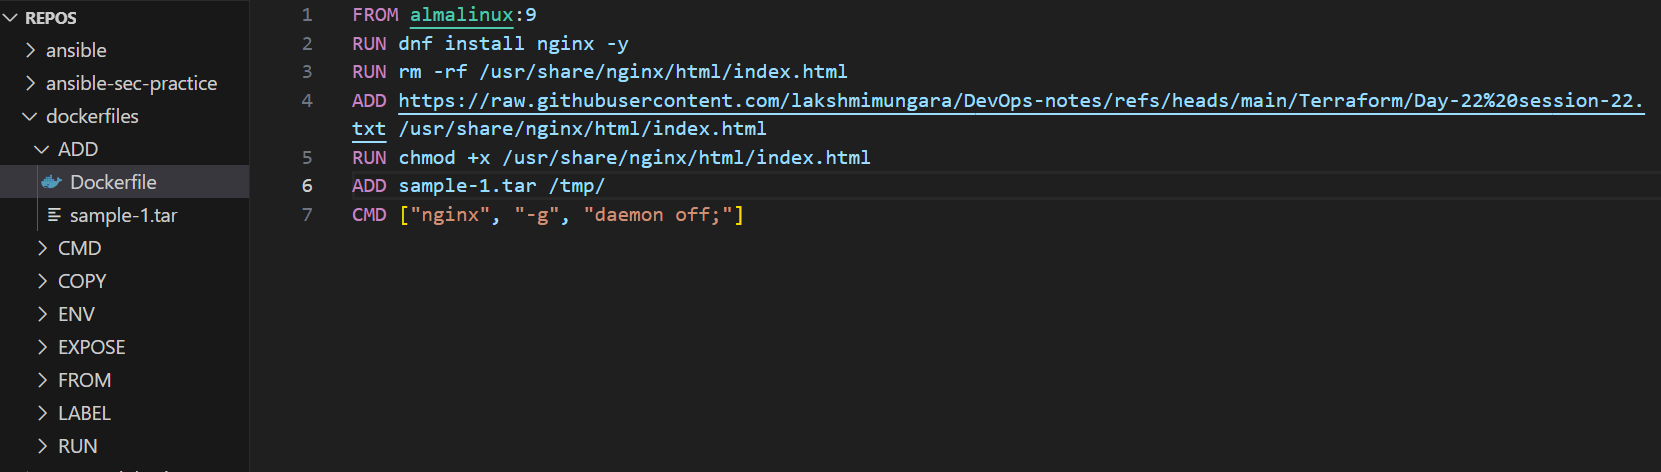 REPOS
ansible
ansible-sec-practice
dockerfiles
ADD
Dockerfile
sample-1.tar
CMD
COPY
ENV
EXPOSE
FROM
LABEL
RUN
1 FROM almalinux:9
2 RUN dnf install nginx -y
3 RUN rm -rf /usr/share/nginx/html/index.html
4 ADD https://raw.githubusercontent.com/lakshmimungara/DevOps-notes/refs/heads/main/Terraform/Day-22%20session-22.
txt /usr/share/nginx/html/index.html
5 RUN chmod +x /usr/share/nginx/html/index.html
6 ADD sample-1.tar /tmp/
7 CMD ["nginx", "-g", "daemon off;"]